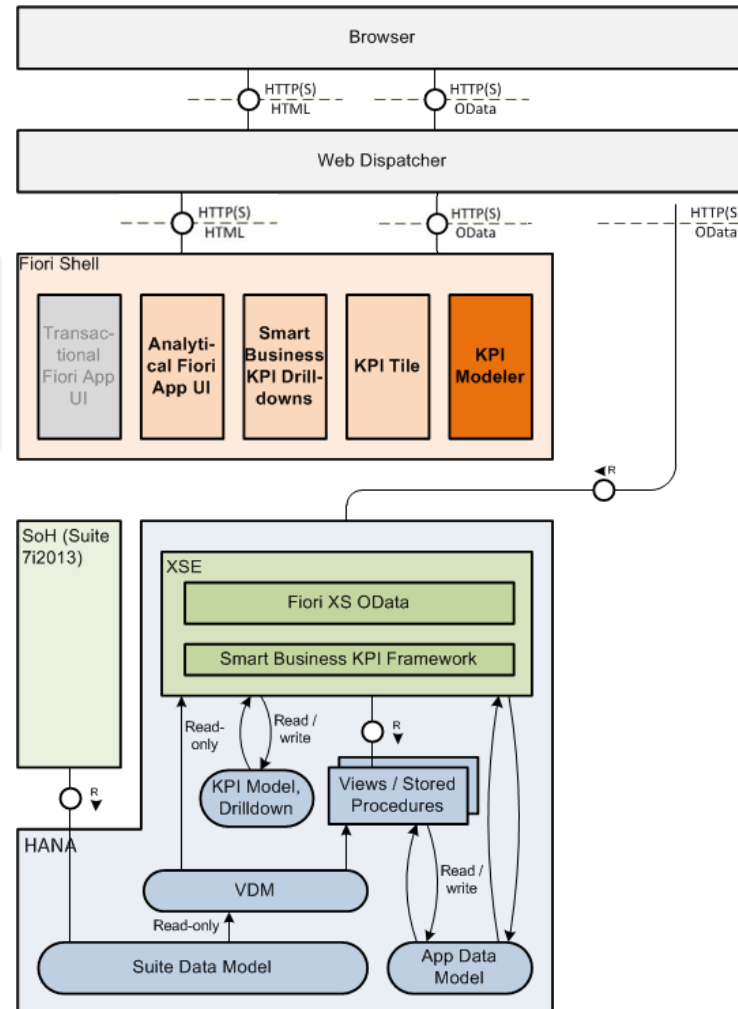 Browser
HTTP(S)
HTML
HTTP(S)
OData
Web Dispatcher
HTTP(S)
HTML
HTTP(S)
OData
HTTP(S)
OData
Fiori Shell
Transac-
tional
Fiori App
UI
Analyti-
cal Fiori
App UI
Smart
Business
KPI Drill-
downs
KPI Tile
KPI
Modeler
R
SoH (Suite
7i2013)
XSE
Fiori XS OData
Smart Business KPI Framework
Read-
only
Read /
write
R
KPI Model,
Drilldown
Views / Stored
Procedures
R
HANA
Read /
write
VDM
Read-only
Suite Data Model
App Data
Model